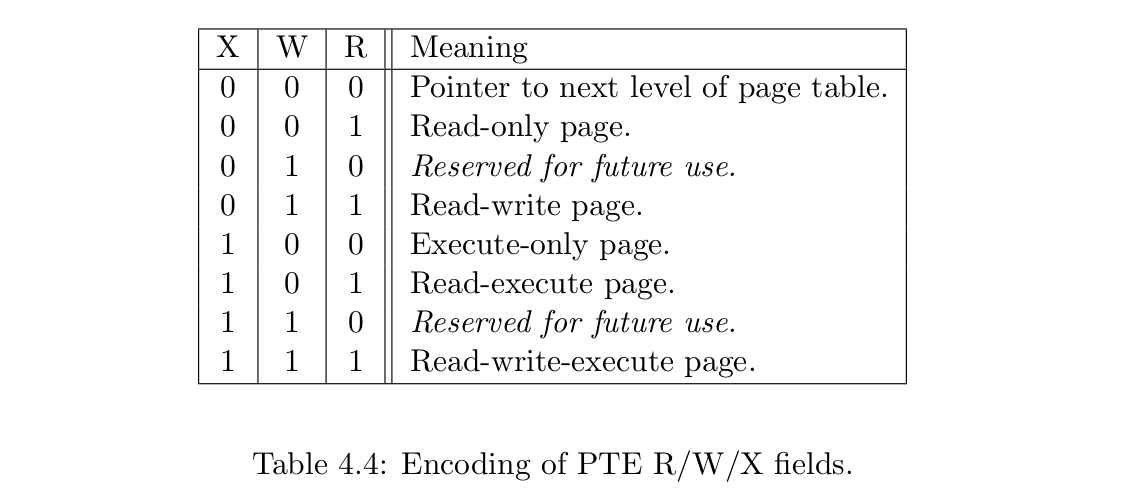 X W R Meaning
0 0 0 Pointer to next level of page table.
0 0 1 Read-only page.
0 1 0 Reserved for future use.
0 1 1 Read-write page.
1 0 0 Execute-only page.
1 0 1 Read-execute page.
1 1 0 Reserved for future use.
1 1 1 Read-write-execute page.
Table 4.4: Encoding of PTE R/W/X fields.